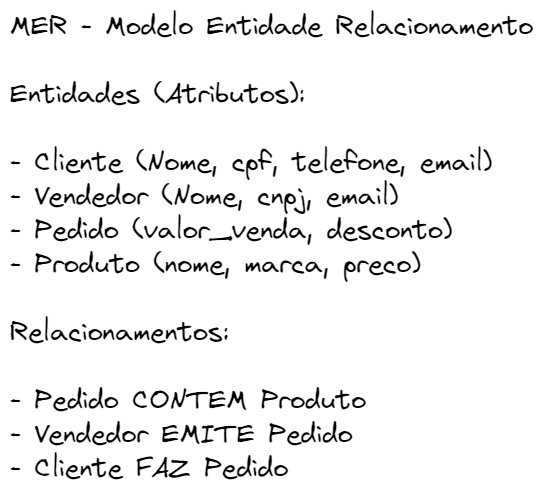 MER - Modelo Entidade Relacionamento
Entidades (Atributos):
- Cliente (Nome, cpf, telefone, email)
- Vendedor (Nome, cnpj, email)
- Pedido (valor_venda, desconto)
- Produto (nome, marca, preco)
Relacionamentos:
- Pedido CONTEM Produto
- Vendedor EMITE Pedido
- Cliente FAZ Pedido